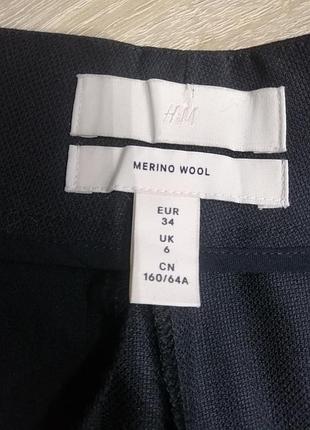 H&M
MERINO WOOL
EUR
34
UK
6
CN
160/64A